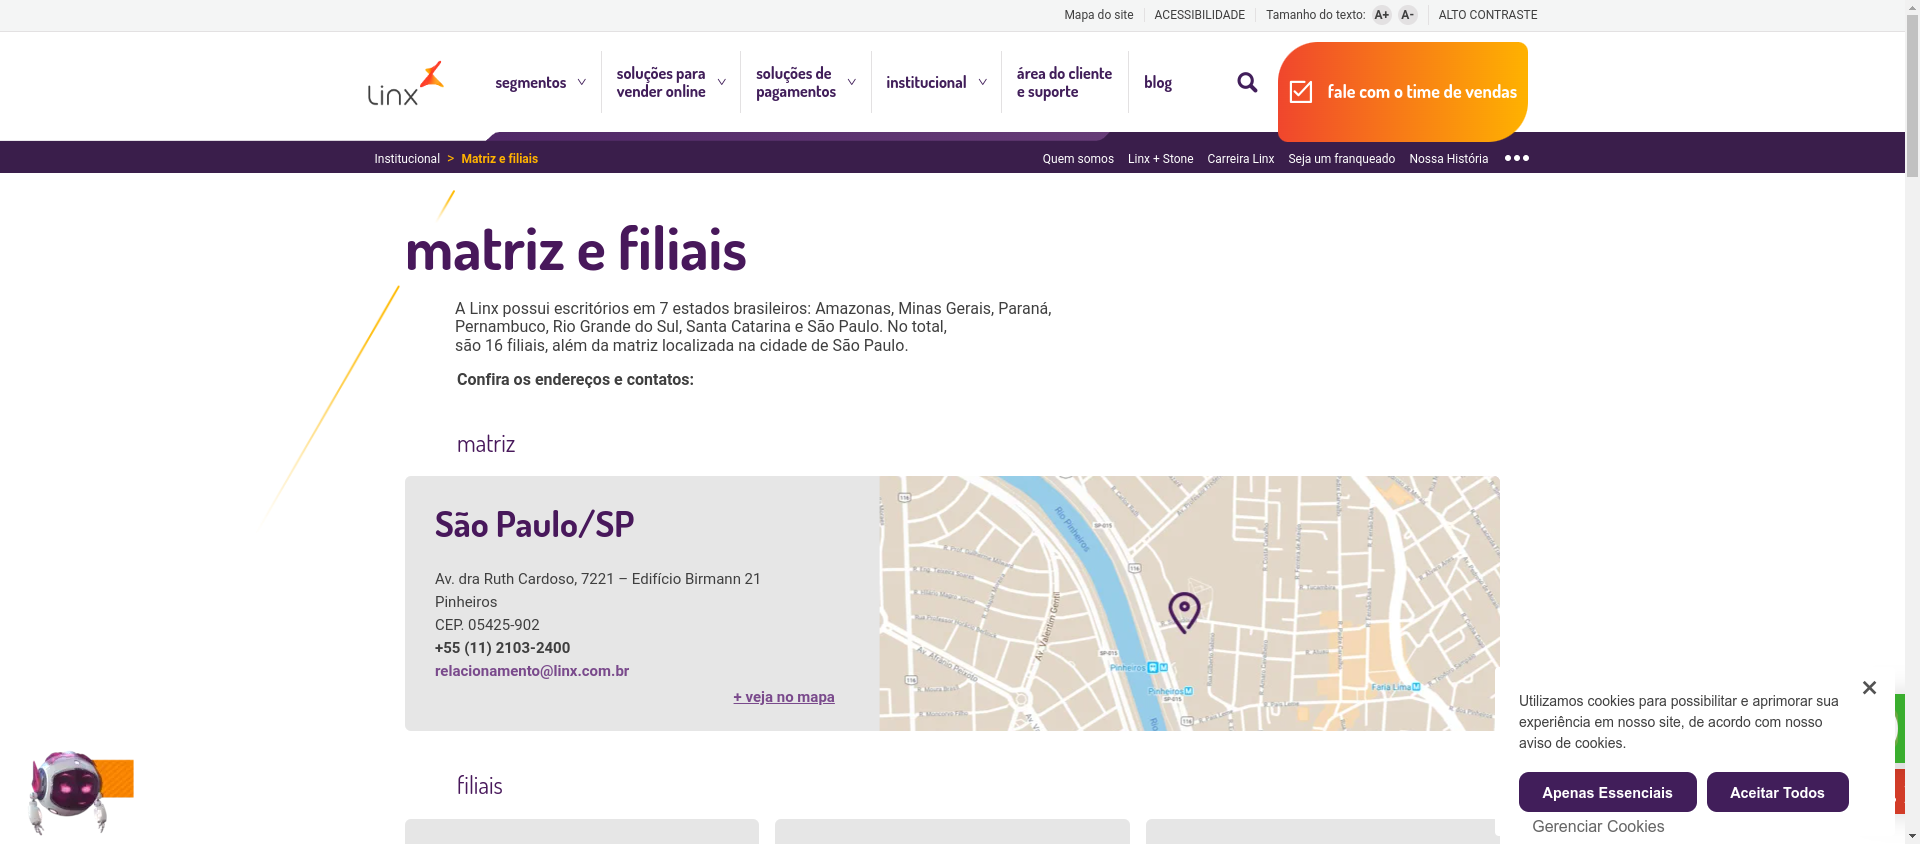 Mapa do site
ACESSIBILIDADE
Tamanho do texto: A+ A-
ALTO CONTRASTE
Linx
segmentos
soluções para
vender online
soluções de
pagamentos
institucional
área do cliente
e suporte
blog
fale com o time de vendas
Institucional > Matriz e filiais
Quem somos
Linx + Stone
Carreira Linx
Seja um franqueado
Nossa História
matriz e filiais
A Linx possui escritórios em 7 estados brasileiros: Amazonas, Minas Gerais, Paraná,
Pernambuco, Rio Grande do Sul, Santa Catarina e São Paulo. No total,
são 16 filiais, além da matriz localizada na cidade de São Paulo.
Confira os endereços e contatos:
matriz
São Paulo/SP
Av. dra Ruth Cardoso, 7221 – Edifício Birmann 21
Pinheiros
CEP. 05425-902
+55 (11) 2103-2400
relacionamento@linx.com.br
+ veja no mapa
Rio Pinheiros
Av. Valentim Gentil
Pinheiros
Pinheiros
Faria Lima
filiais
Utilizamos cookies para possibilitar e aprimorar sua
experiência em nosso site, de acordo com nosso
aviso de cookies.
Apenas Essenciais
Aceitar Todos
Gerenciar Cookies